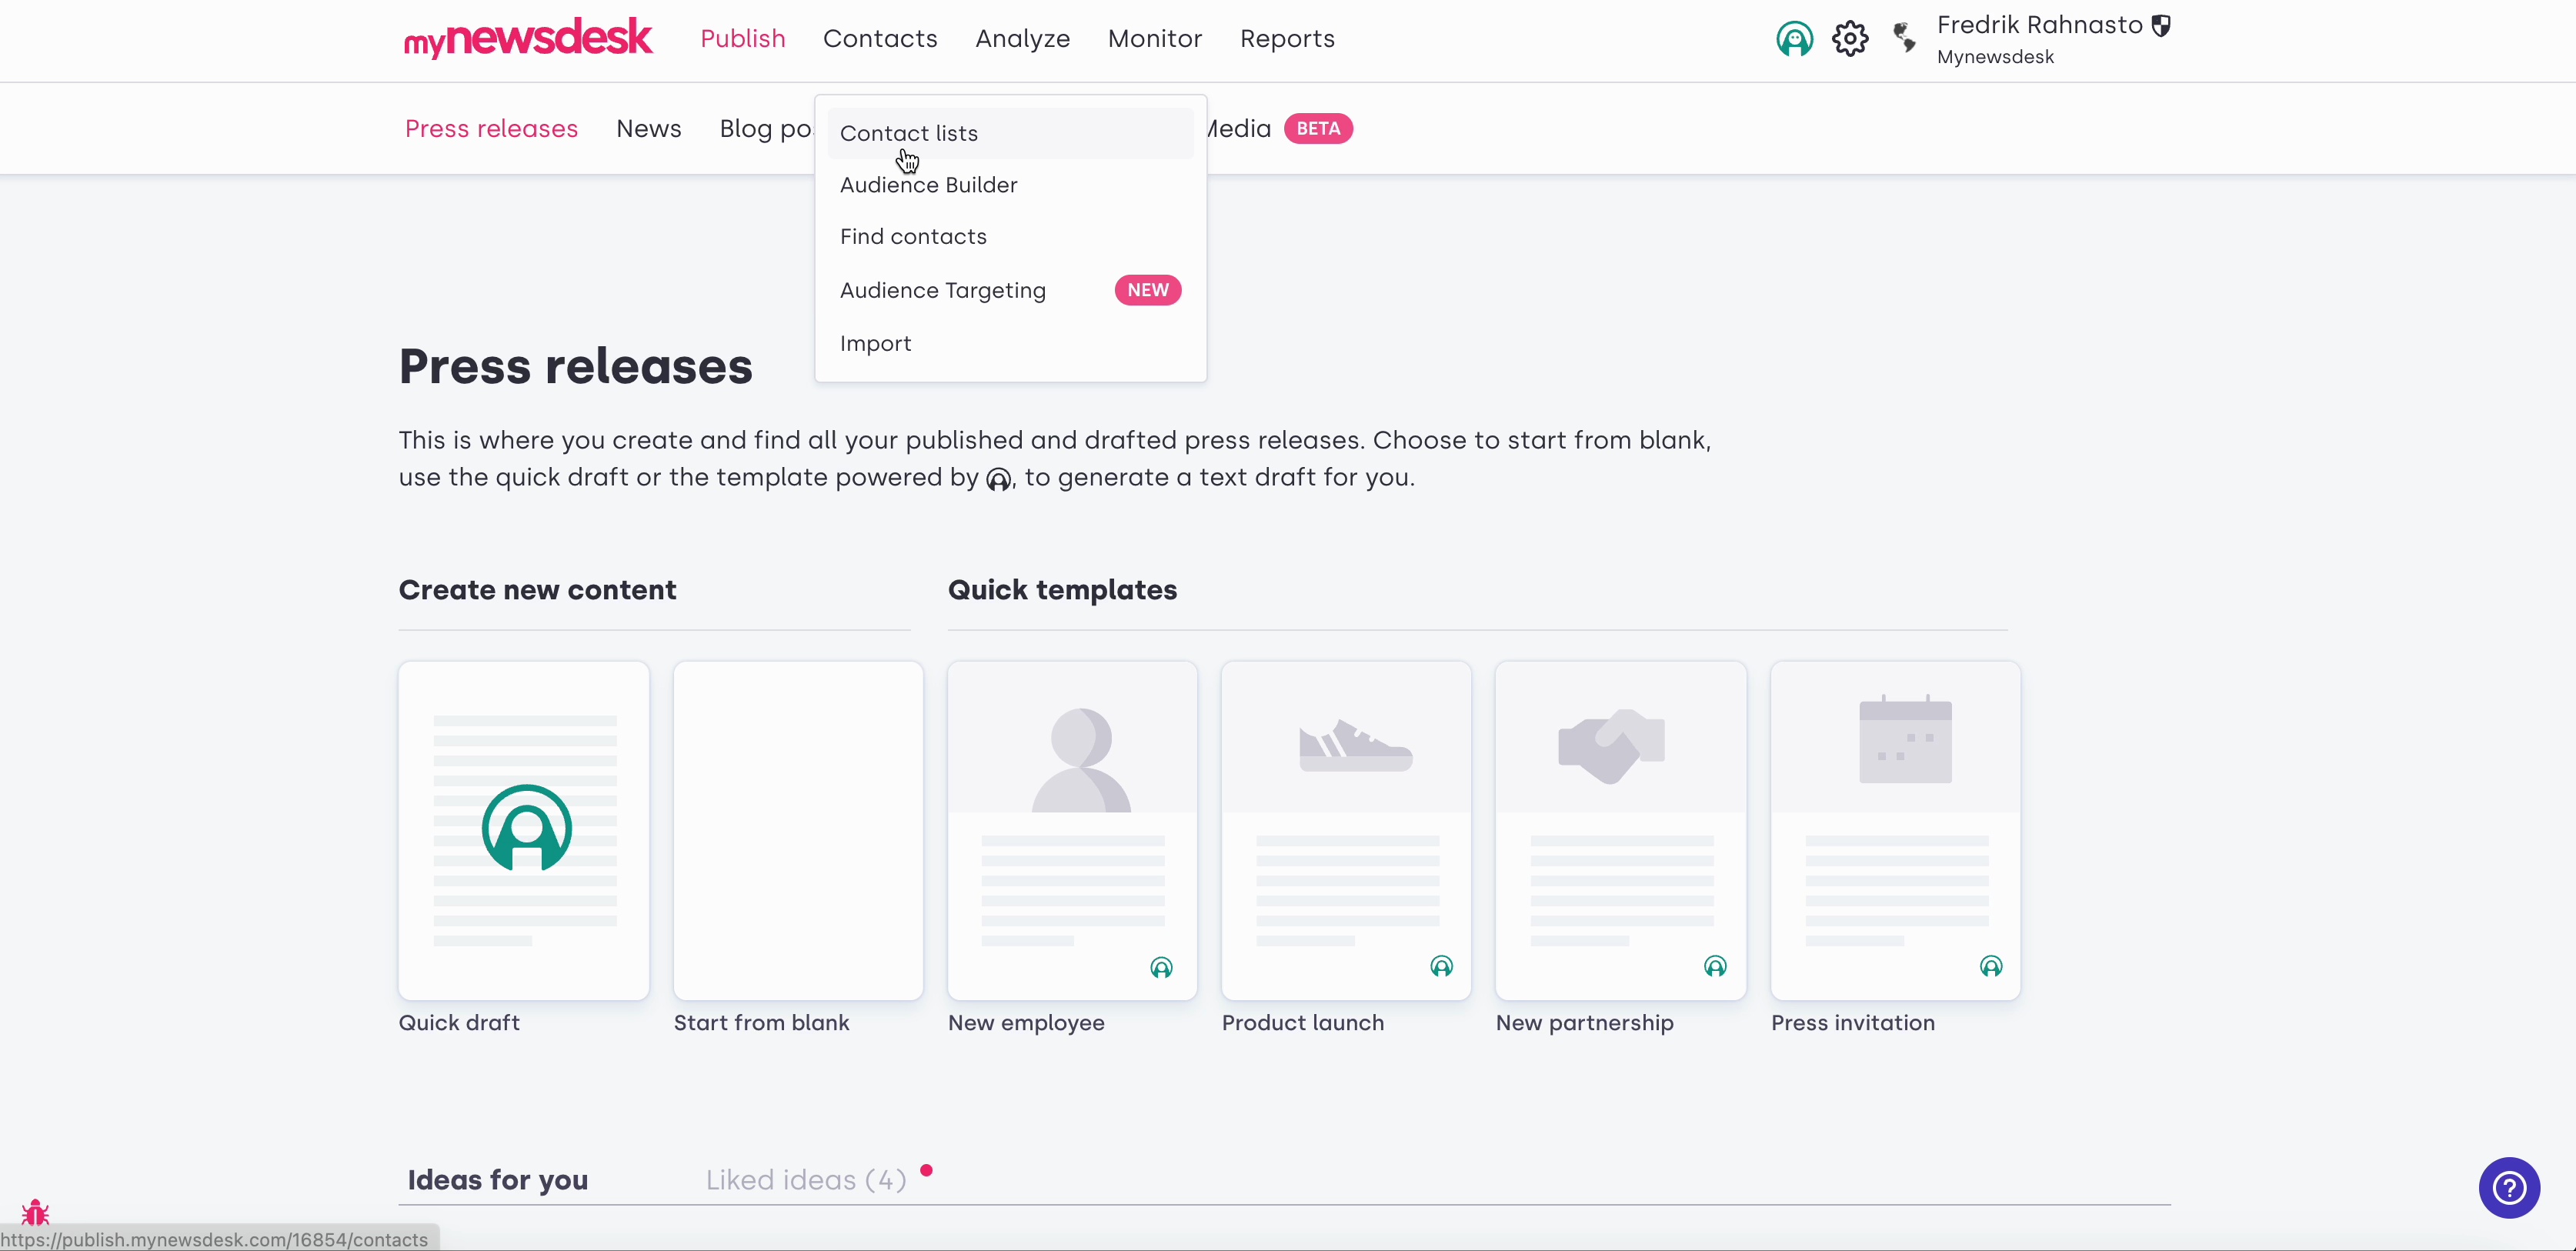 mynewsdesk Publish Contacts Analyze Monitor Reports
Fredrik Rahnasto
Mynewsdesk
Press releases News Blog Media BETA
Contact lists
Audience Builder
Find contacts
Audience Targeting NEW
Import
Press releases
This is where you create and find all your published and drafted press releases. Choose to start from blank,
use the quick draft or the template powered by , to generate a text draft for you.
Create new content Quick templates
Quick draft Start from blank New employee Product launch New partnership Press invitation
Ideas for you Liked ideas (4)
?
https://publish.mynewsdesk.com/16854/contacts